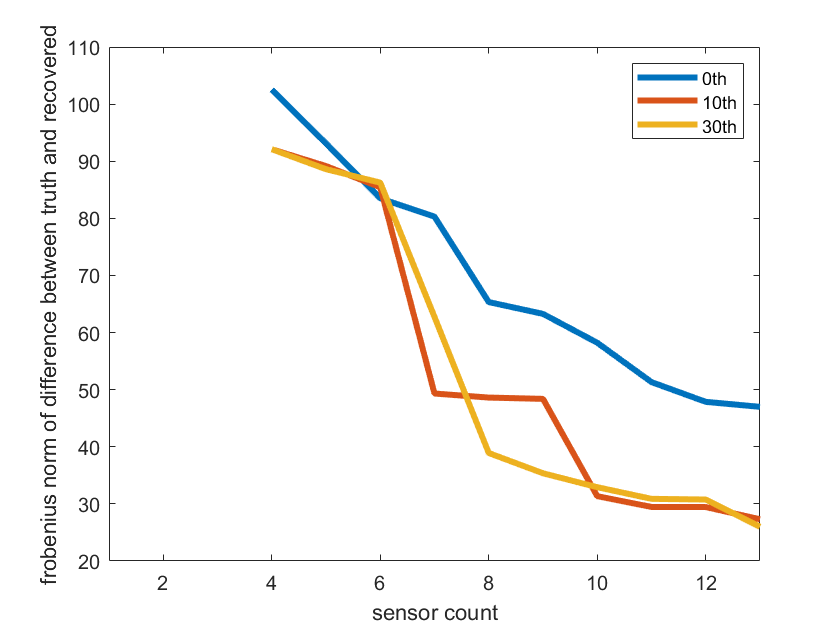 frobenius norm of difference between truth and recovered
110
100
90
80
70
60
50
40
30
20
0th
10th
30th
2 4 6 8 10 12
sensor count